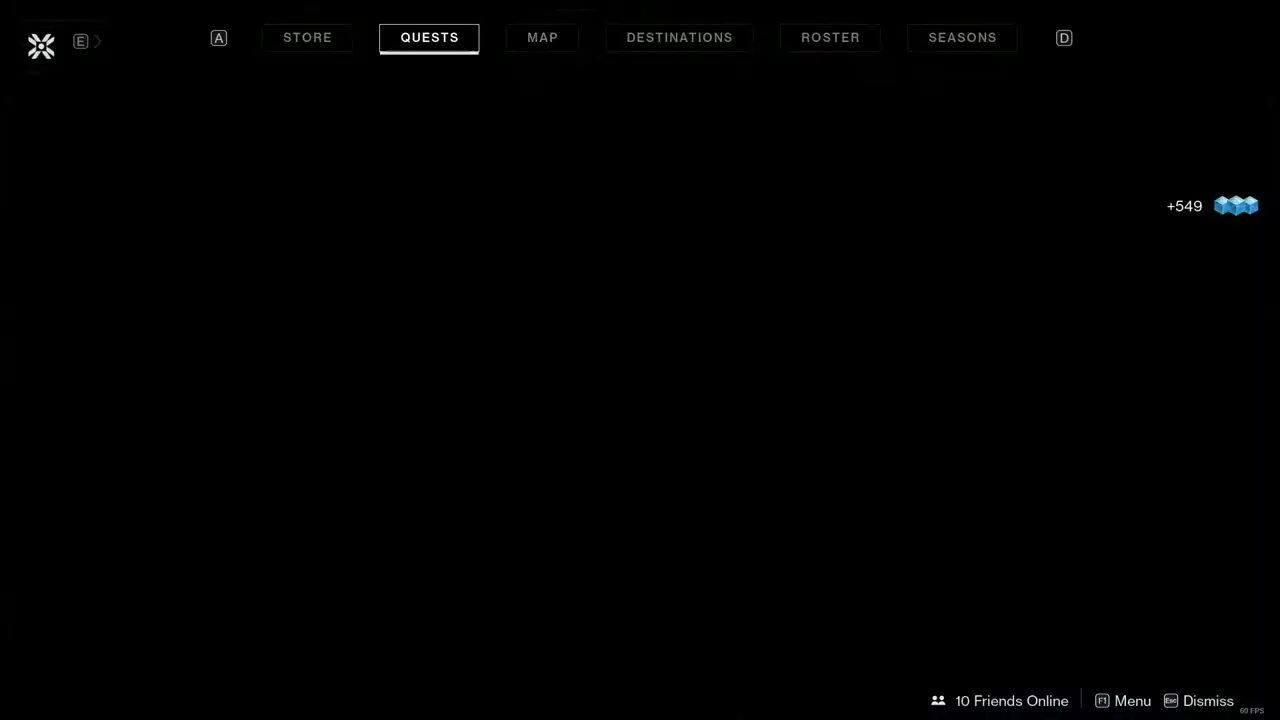 E
A
STORE
QUESTS
MAP
DESTINATIONS
ROSTER
SEASONS
D
+549
10 Friends Online
F1 Menu
Esc Dismiss
60 FPS